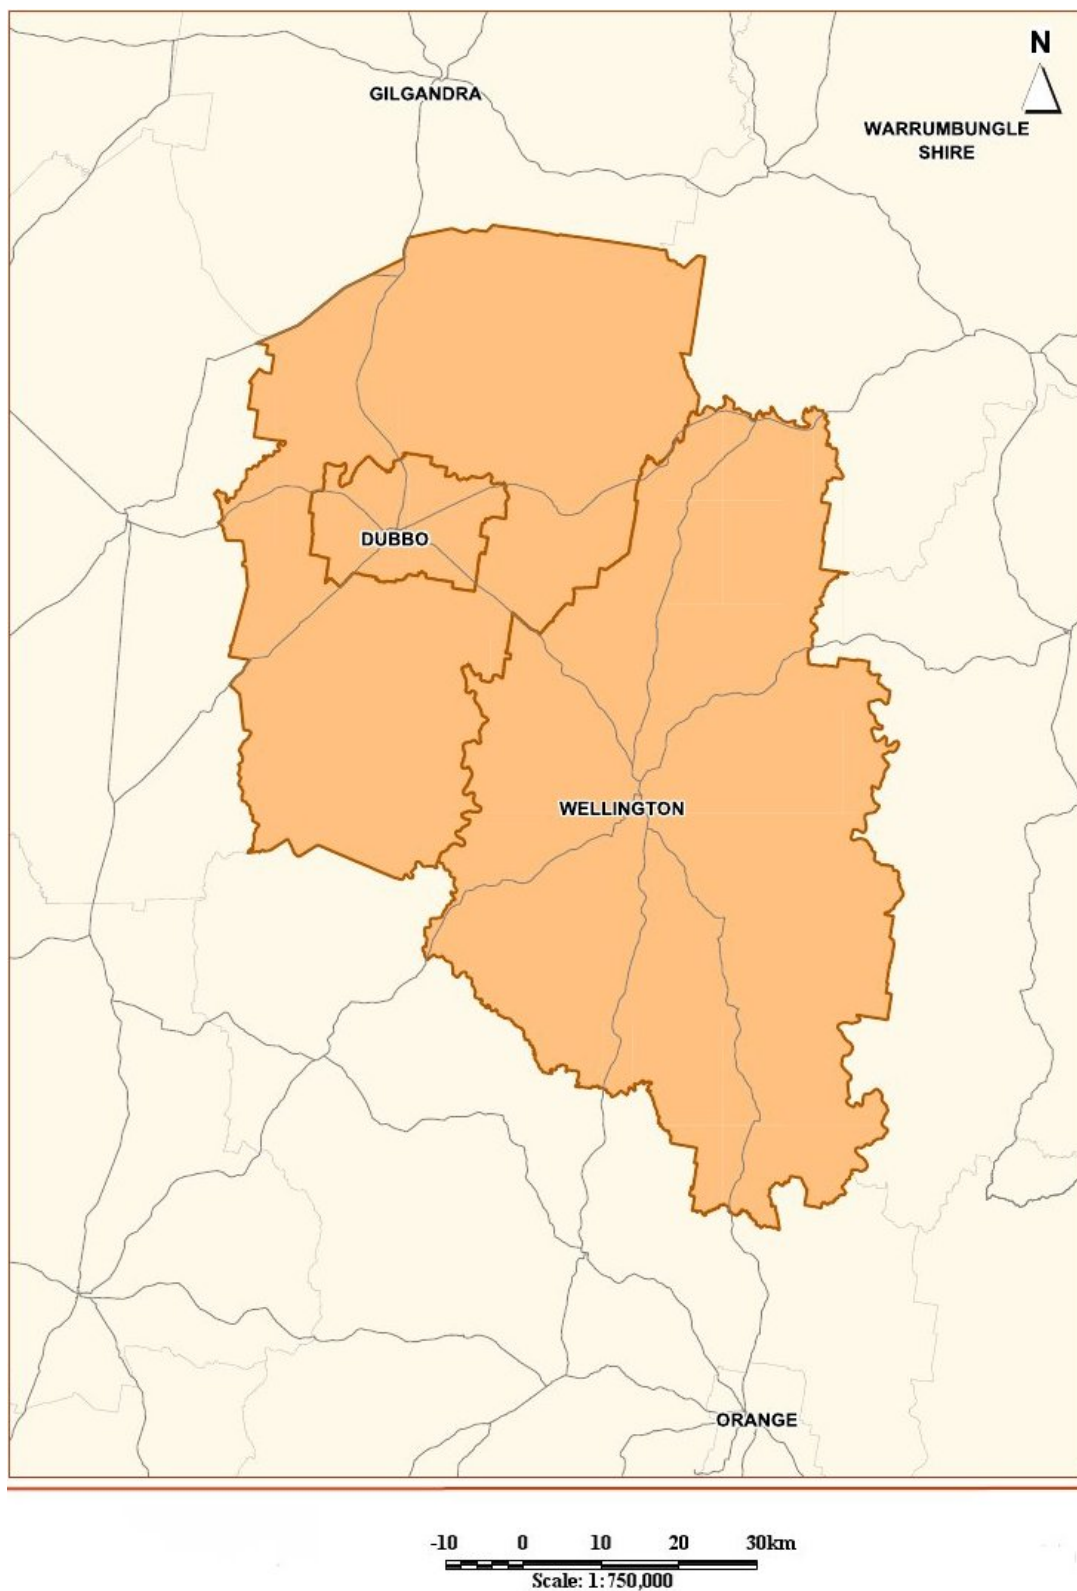 N
GILGANDRA
WARRUMBUNGLE
SHIRE
DUBBO
WELLINGTON
ORANGE
-10 0 10 20 30km
Scale: 1:750,000